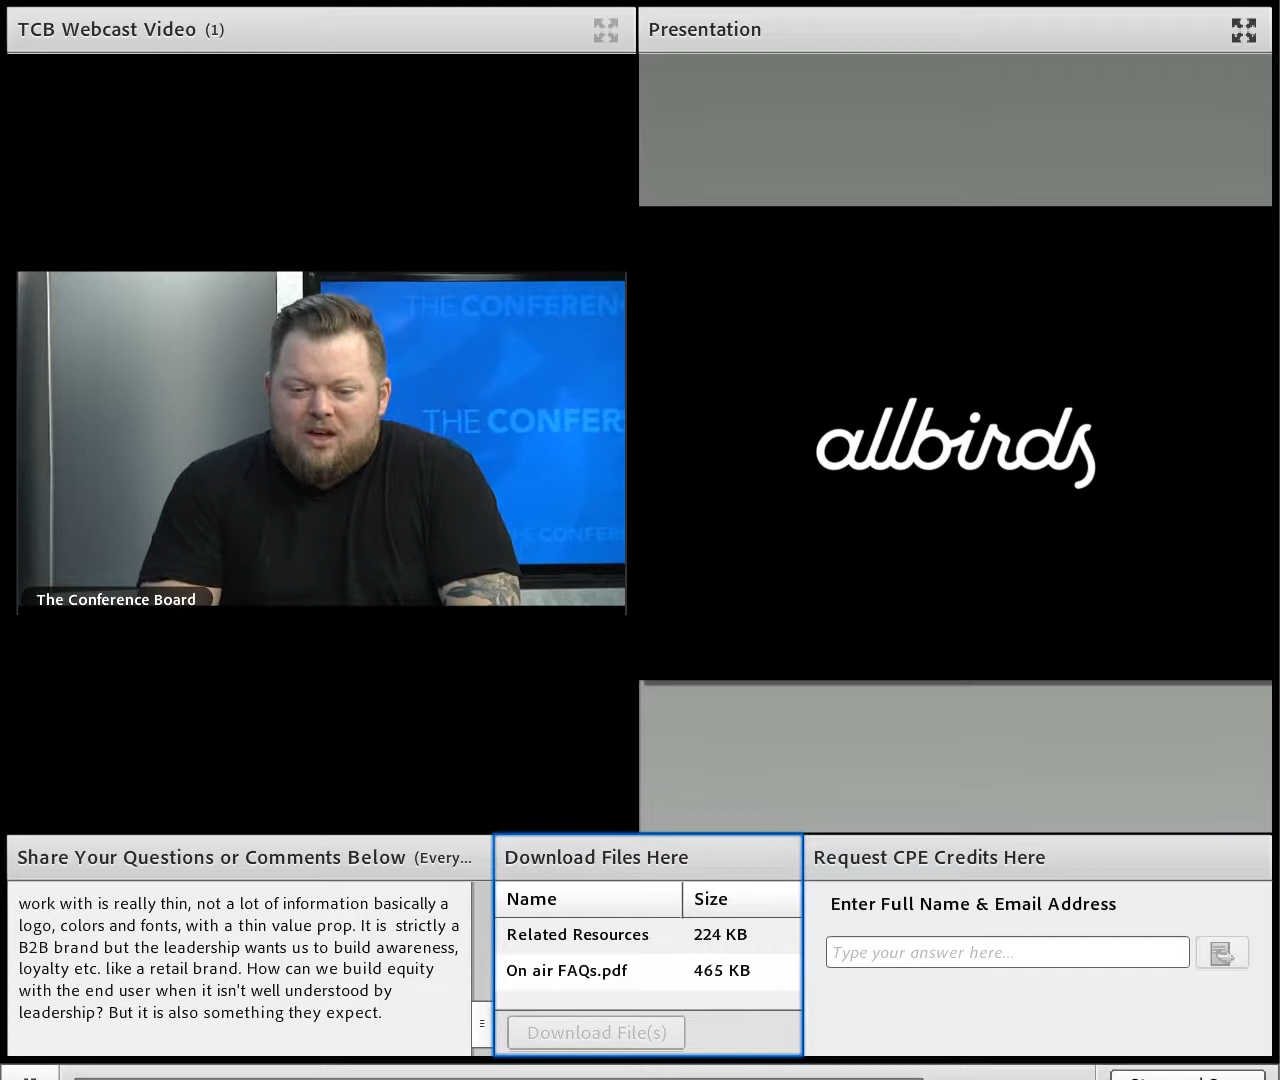 TCB Webcast Video (1)
Presentation
THE CONFEREN
THE CONFER
THE CONFER
allbirds
The Conference Board
Share Your Questions or Comments Below (Every...
work with is really thin, not a lot of information basically a
logo, colors and fonts, with a thin value prop. It is  strictly a
B2B brand but the leadership wants us to build awareness,
loyalty etc. like a retail brand. How can we build equity
with the end user when it isn't well understood by
leadership? But it is also something they expect.
Download Files Here
Name Size
Related Resources 224 KB
On air FAQs.pdf 465 KB
Download File(s)
Request CPE Credits Here
Enter Full Name & Email Address
Type your answer here...